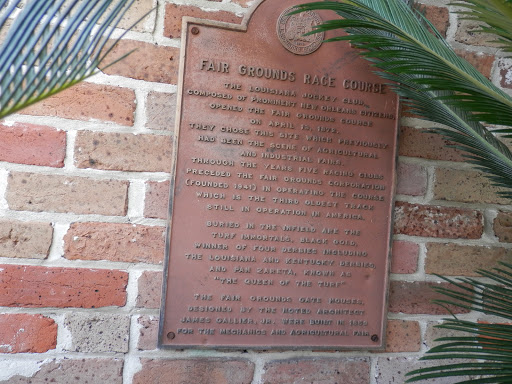 FAIR GROUNDS RACE COURSE
THE LOUISIANA JOCKEY CLUB,
COMPOSED OF PROMINENT NEW ORLEANS CITIZENS
OPENED THE FAIR GROUNDS COURSE
ON APRIL 13, 1872.
THEY CHOSE THIS SITE WHICH PREVIOUSLY
HAD BEEN THE SCENE OF AGRICULTURAL
AND INDUSTRIAL FAIRS.
THROUGH THE YEARS FIVE RACING CLUBS
PRECEDED THE FAIR GROUNDS CORPORATION
(FOUNDED 1941) IN OPERATING THE COURSE
WHICH IS THE THIRD OLDEST TRACK
STILL IN OPERATION IN AMERICA.
BURIED IN THE INFIELD ARE THE
TURF IMMORTALS, BLACK GOLD,
WINNER OF FOUR DERBIES INCLUDING
THE LOUISIANA AND KENTUCKY DERBIES,
AND PAN ZARETA, KNOWN AS
"THE QUEEN OF THE TURF"
THE FAIR GROUNDS GATE HOUSES,
DESIGNED BY THE NOTED ARCHITECT
JAMES GALLIER, JR. WERE BUILT IN 1859
FOR THE MECHANICS AND AGRICULTURAL FAIR